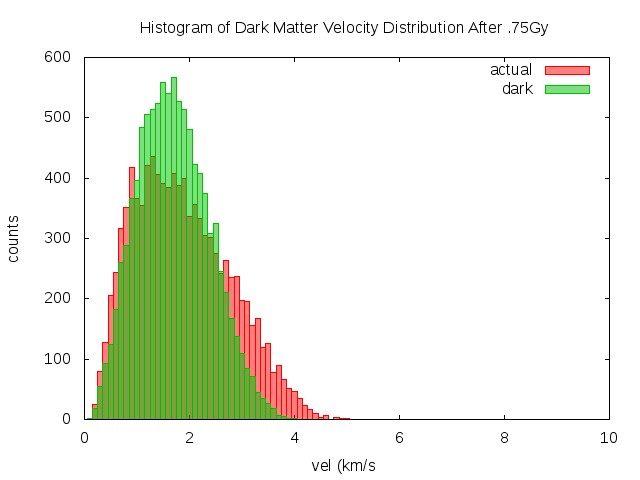 Histogram of Dark Matter Velocity Distribution After .75Gy
600
500
400
300
200
100
0
counts
actual
dark
0 2 4 6 8 10
vel (km/s